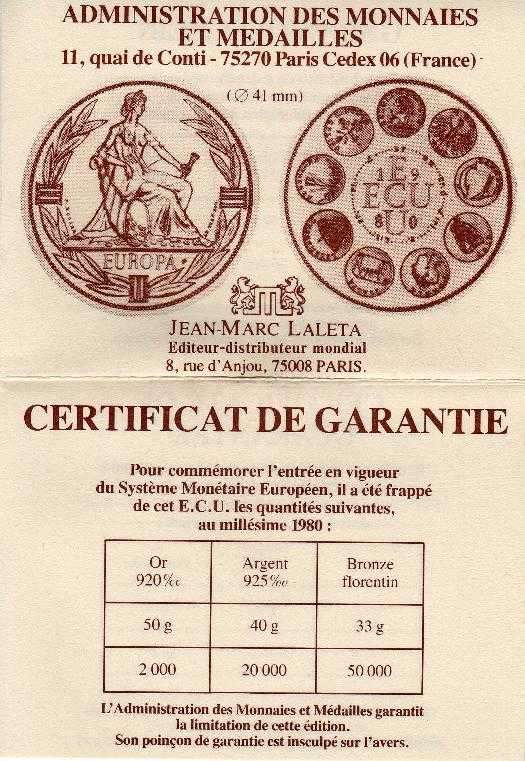 ADMINISTRATION DES MONNAIES
ET MEDAILLES
11, quai de Conti - 75270 Paris Cedex 06 (France)
(∅ 41 mm)
EUROPA
E
1 9
ECU
8 0
U
JEAN-MARC LALETA
Editeur-distributeur mondial
8, rue d'Anjou, 75008 PARIS.
CERTIFICAT DE GARANTIE
Pour commémorer l'entrée en vigueur
du Système Monétaire Européen, il a été frappé
de cet E.C.U. les quantités suivantes,
au millésime 1980 :
Or Argent Bronze
920‰ 925‰ florentin
50 g 40 g 33 g
2 000 20 000 50 000
L'Administration des Monnaies et Médailles garantit
la limitation de cette édition.
Son poinçon de garantie est insculpé sur l'avers.